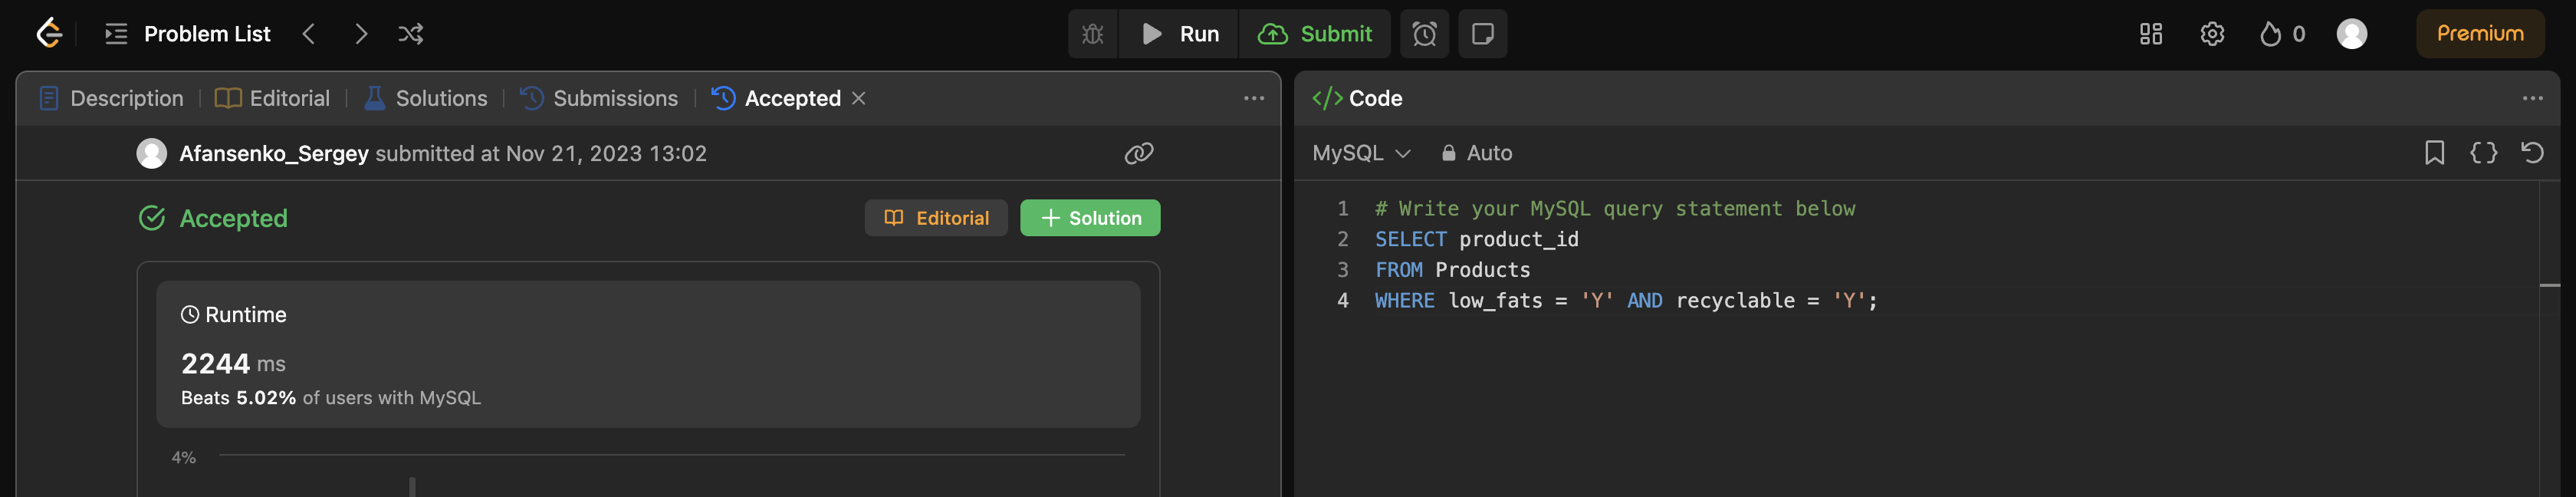 Problem List
Run
Submit
0
Premium
Description
Editorial
Solutions
Submissions
Accepted
Afansenko_Sergey submitted at Nov 21, 2023 13:02
Accepted
Editorial
Solution
Runtime
2244 ms
Beats 5.02% of users with MySQL
4%
</> Code
MySQL
Auto
{}
1 # Write your MySQL query statement below
2 SELECT product_id
3 FROM Products
4 WHERE low_fats = 'Y' AND recyclable = 'Y';